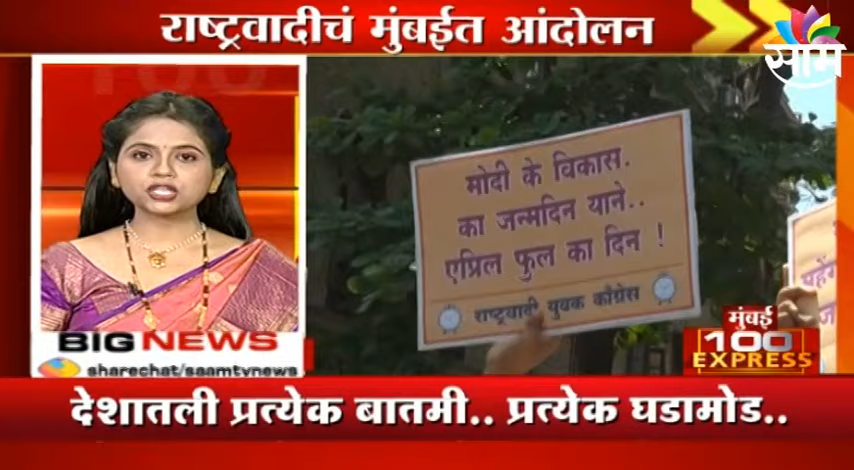 राष्ट्रवादीचं मुंबईत आंदोलन
साम
मोदी के विकास.
का जन्मदिन याने..
एप्रिल फुल का दिन !
राष्ट्रवादी युवक काँग्रेस
BIG NEWS
sharechat/saamtvnews
मुंबई
100
EXPRESS
देशातली प्रत्येक बातमी.. प्रत्येक घडामोड..